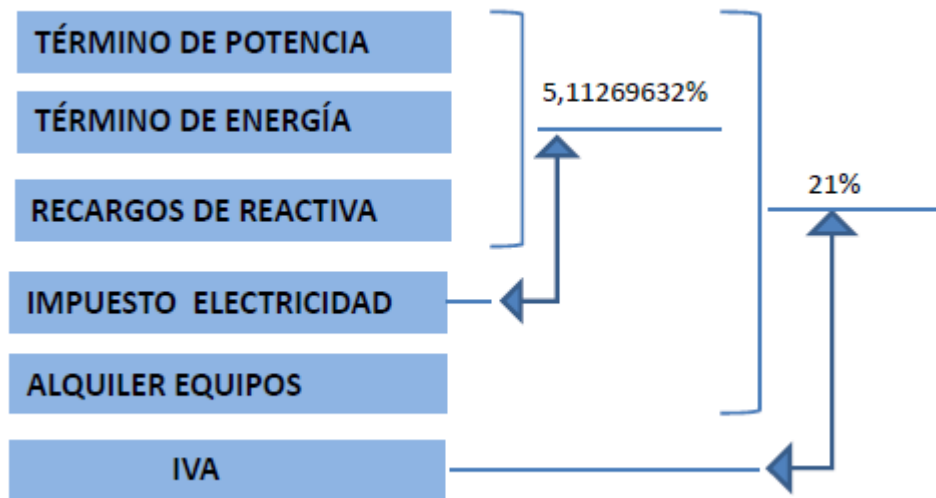 TÉRMINO DE POTENCIA
5,11269632%
TÉRMINO DE ENERGÍA
21%
RECARGOS DE REACTIVA
IMPUESTO ELECTRICIDAD
ALQUILER EQUIPOS
IVA